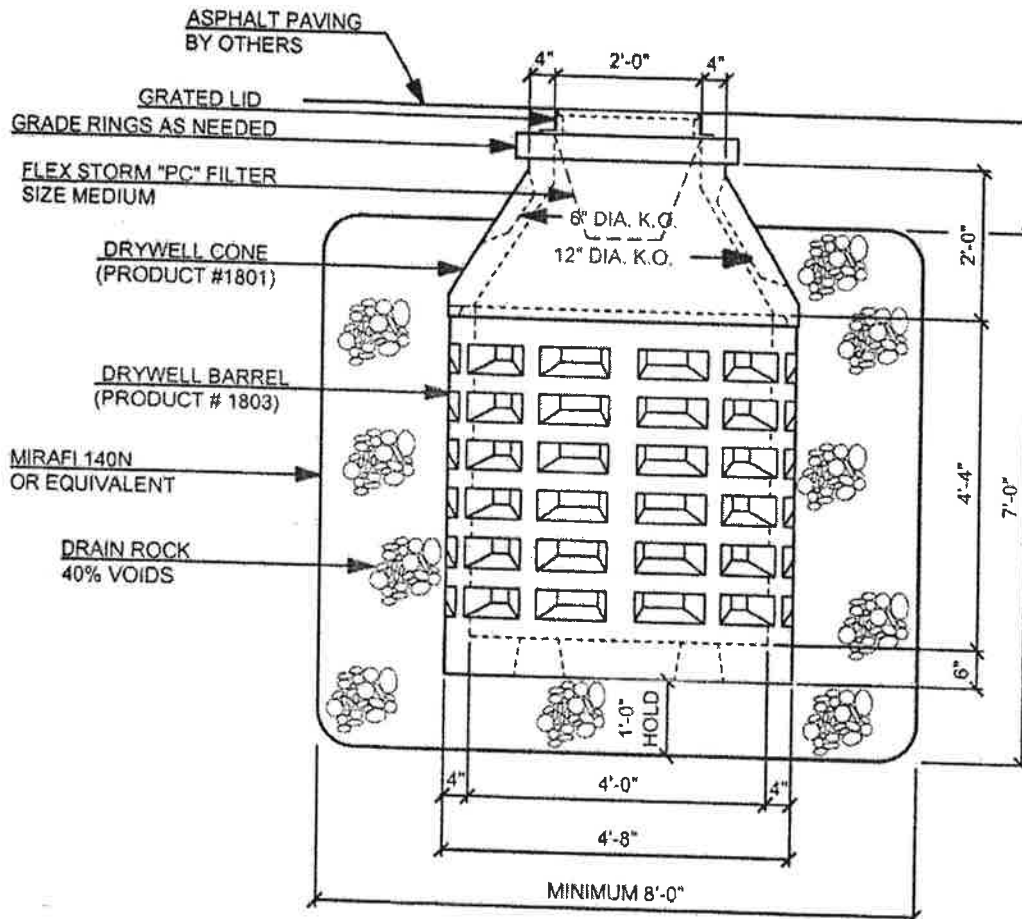 ASPHALT PAVING
BY OTHERS
4" 2'-0" 4"
GRATED LID
GRADE RINGS AS NEEDED
FLEX STORM "PC" FILTER
SIZE MEDIUM
6" DIA. K.O.
12" DIA. K.O.
DRYWELL CONE
(PRODUCT #1801)
2'-0"
DRYWELL BARREL
(PRODUCT # 1803)
MIRAFI 140N
OR EQUIVALENT
4'-4"
7'-0"
DRAIN ROCK
40% VOIDS
6"
1'-0"
HOLD
4" 4'-0" 4"
4'-8"
MINIMUM 8'-0"